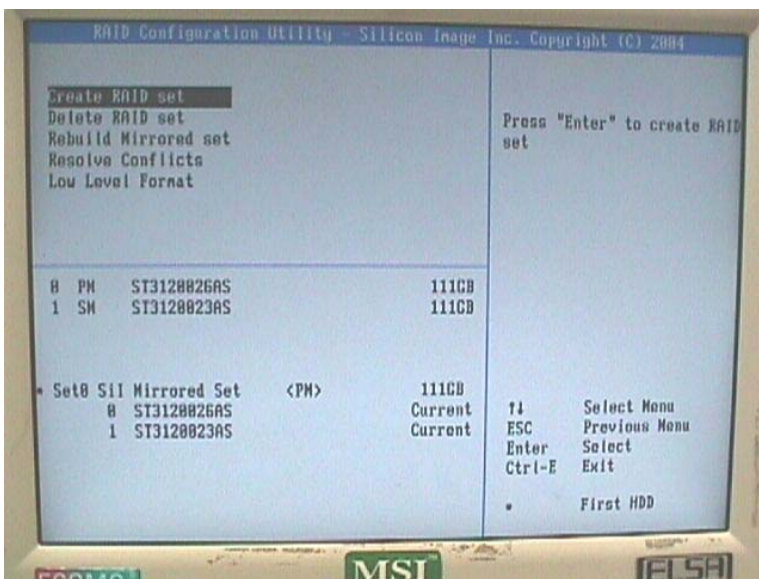 RAID Configuration Utility - Silicon Image Inc. Copyright (C) 2004
Create RAID set
Delete RAID set
Rebuild Mirrored set
Resolve Conflicts
Low Level Format
Press "Enter" to create RAID
set
0 PM ST3120026AS 111GB
1 SM ST3120023AS 111GB
* Set0 SiI Mirrored Set <PM> 111GB
0 ST3120026AS Current
1 ST3120023AS Current
↑↓ Select Menu
ESC Previous Menu
Enter Select
Ctrl-E Exit
* First HDD
MSI
ELSA